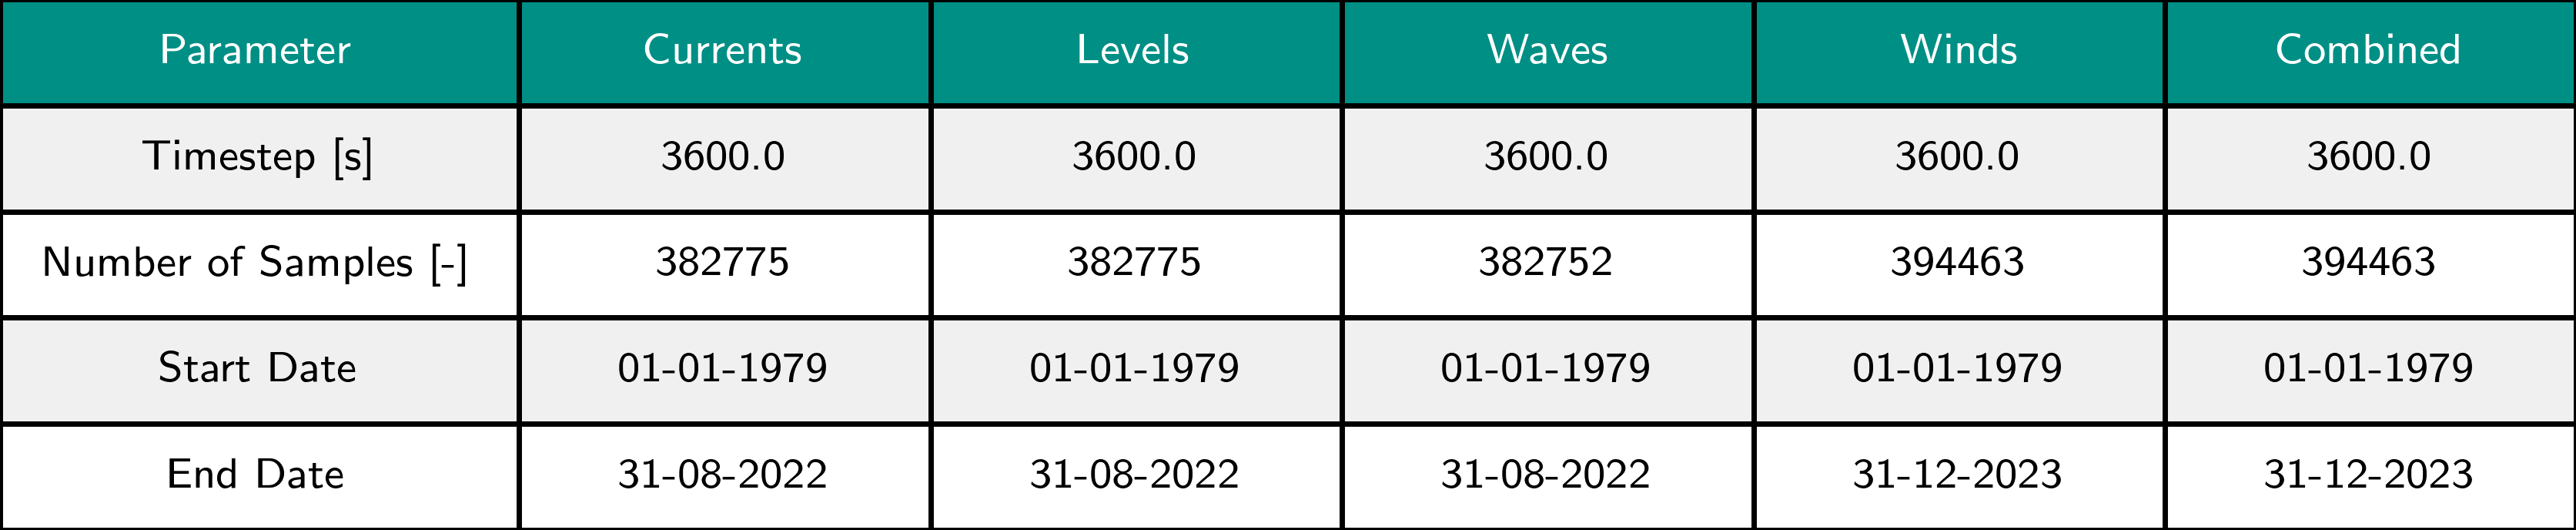 Parameter Currents Levels Waves Winds Combined
Timestep [s] 3600.0 3600.0 3600.0 3600.0 3600.0
Number of Samples [-] 382775 382775 382752 394463 394463
Start Date 01-01-1979 01-01-1979 01-01-1979 01-01-1979 01-01-1979
End Date 31-08-2022 31-08-2022 31-08-2022 31-12-2023 31-12-2023